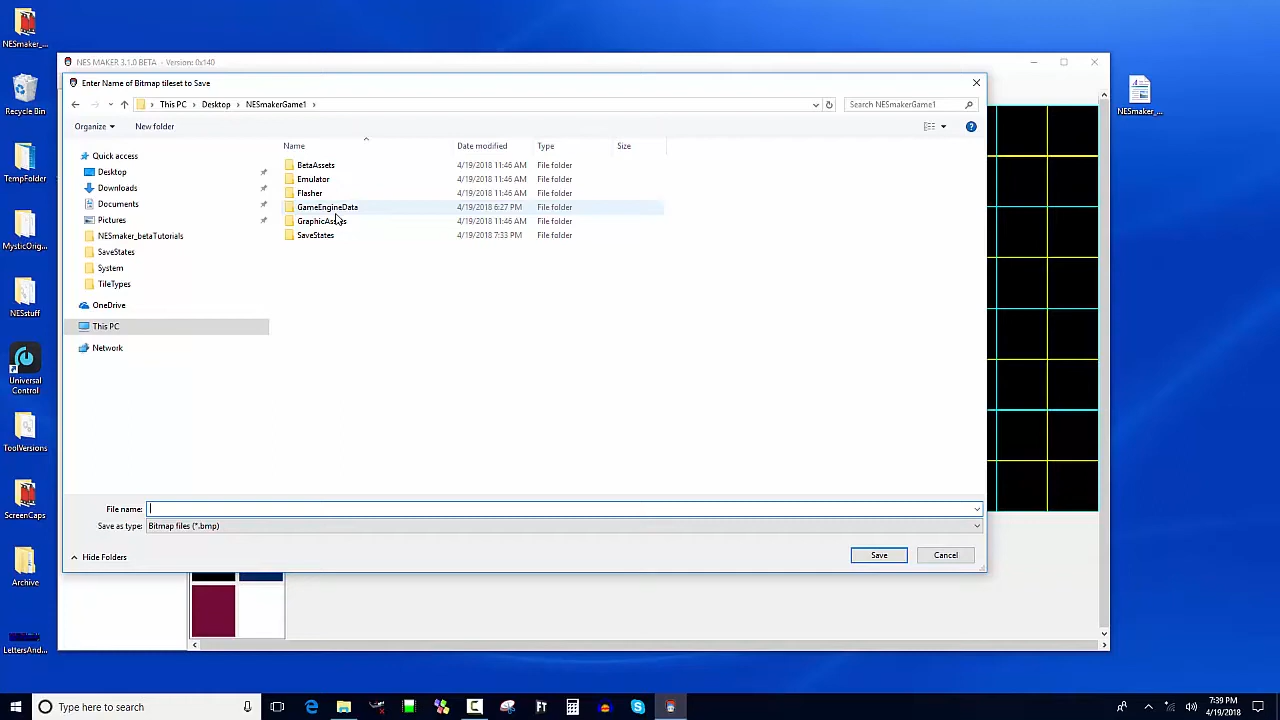 NESmaker_...
Recycle Bin
TempFolder
MysticOrig...
NESstuff
Universal
Control
ToolVersions
ScreenCaps
Archive
LettersAnd...
NES MAKER 3.1.0 BETA - Version: 0x140
Enter Name of Bitmap tileset to Save
This PC
Desktop
NESmakerGame1
Search NESmakerGame1
Organize
New folder
Name
Date modified
Type
Size
Quick access
Desktop
Downloads
Documents
Pictures
NESmaker_betaTutorials
SaveStates
System
TileTypes
OneDrive
This PC
Network
BetaAssets 4/19/2018 11:46 AM File folder
Emulator 4/19/2018 11:46 AM File folder
Flasher 4/19/2018 11:46 AM File folder
GameEngineData 4/19/2018 6:27 PM File folder
GraphicAssets 4/19/2018 11:46 AM File folder
SaveStates 4/19/2018 7:33 PM File folder
File name:
Save as type: Bitmap files (*.bmp)
Hide Folders
Save
Cancel
NESmaker_...
Type here to search
7:39 PM
4/19/2018